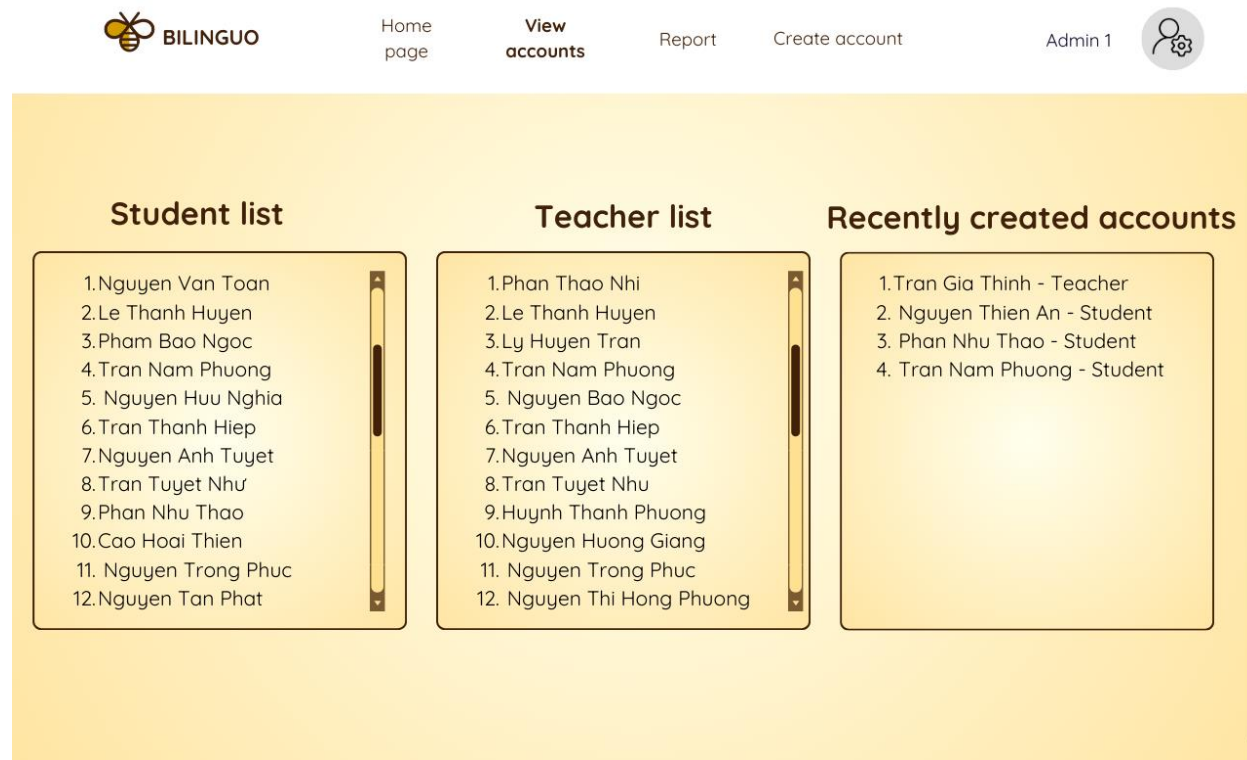 BILINGUO
Home
page
View
accounts
Report
Create account
Admin 1
Student list
1.Nguyen Van Toan
2.Le Thanh Huyen
3.Pham Bao Ngoc
4.Tran Nam Phuong
5. Nguyen Huu Nghia
6.Tran Thanh Hiep
7.Nguyen Anh Tuyet
8.Tran Tuyet Như
9.Phan Nhu Thao
10.Cao Hoai Thien
11. Nguyen Trong Phuc
12.Nguyen Tan Phat
Teacher list
1.Phan Thao Nhi
2.Le Thanh Huyen
3.Ly Huyen Tran
4.Tran Nam Phuong
5. Nguyen Bao Ngoc
6.Tran Thanh Hiep
7.Nguyen Anh Tuyet
8.Tran Tuyet Nhu
9.Huynh Thanh Phuong
10.Nguyen Huong Giang
11. Nguyen Trong Phuc
12. Nguyen Thi Hong Phuong
Recently created accounts
1.Tran Gia Thinh - Teacher
2. Nguyen Thien An - Student
3. Phan Nhu Thao - Student
4. Tran Nam Phuong - Student